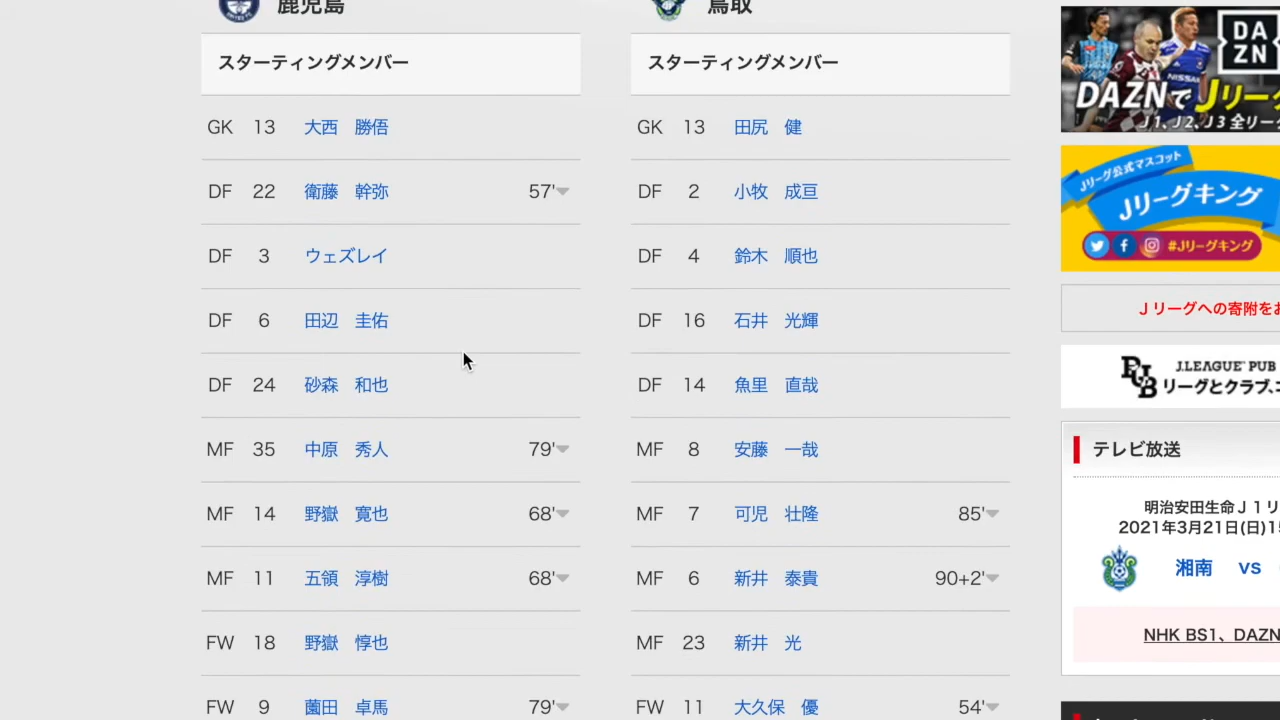 鹿児島
スターティングメンバー
GK 13 大西 勝悟
DF 22 衛藤 幹弥 57'
DF 3 ウェズレイ
DF 6 田辺 圭佑
DF 24 砂森 和也
MF 35 中原 秀人 79'
MF 14 野嶽 寛也 68'
MF 11 五領 淳樹 68'
FW 18 野嶽 惇也
FW 9 薗田 卓馬 79'
鳥取
スターティングメンバー
GK 13 田尻 健
DF 2 小牧 成亘
DF 4 鈴木 順也
DF 16 石井 光輝
DF 14 魚里 直哉
MF 8 安藤 一哉
MF 7 可児 壮隆 85'
MF 6 新井 泰貴 90+2'
MF 23 新井 光
FW 11 大久保 優 54'
DA
ZN
NISSAN
DAZNでJリーグ
J1、J2、J3 全リー
Jリーグ公式マスコット
Jリーグキング
#Jリーグキング
Jリーグへの寄附をお
PUB
J.LEAGUE PUB
リーグとクラブ、コ
テレビ放送
明治安田生命J1リ
2021年3月21日(日)15
湘南 vs
NHK BS1、DAZN